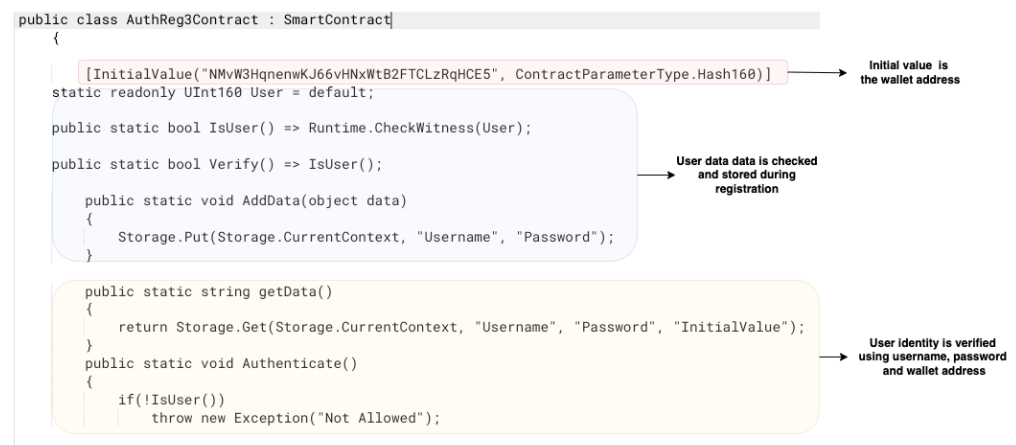 public class AuthReg3Contract : SmartContract
{
[InitialValue("NMvW3HqnenwKJ66vHNxWtB2FTCLzRqHCE5", ContractParameterType.Hash160)]
Initial value is
the wallet address
static readonly UInt160 User = default;
public static bool IsUser() => Runtime.CheckWitness(User);
public static bool Verify() => IsUser();
public static void AddData(object data)
{
Storage.Put(Storage.CurrentContext, "Username", "Password");
}
User data data is checked
and stored during
registration
public static string getData()
{
return Storage.Get(Storage.CurrentContext, "Username", "Password", "InitialValue");
}
public static void Authenticate()
{
if(!IsUser())
throw new Exception("Not Allowed");
User identity is verified
using username, password
and wallet address